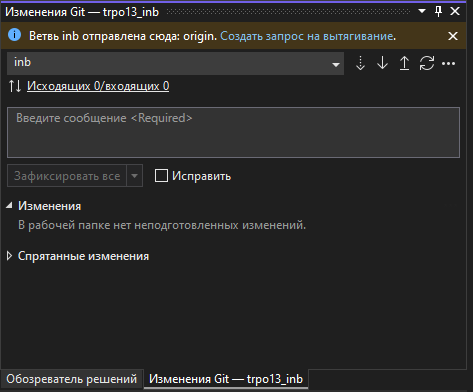 Изменения Git — trpo13_inb
Ветвь inb отправлена сюда: origin. Создать запрос на вытягивание.
inb
Исходящих 0/входящих 0
Введите сообщение <Required>
Зафиксировать все
Исправить
Изменения
В рабочей папке нет неподготовленных изменений.
Спрятанные изменения
Обозреватель решений Изменения Git — trpo13_inb